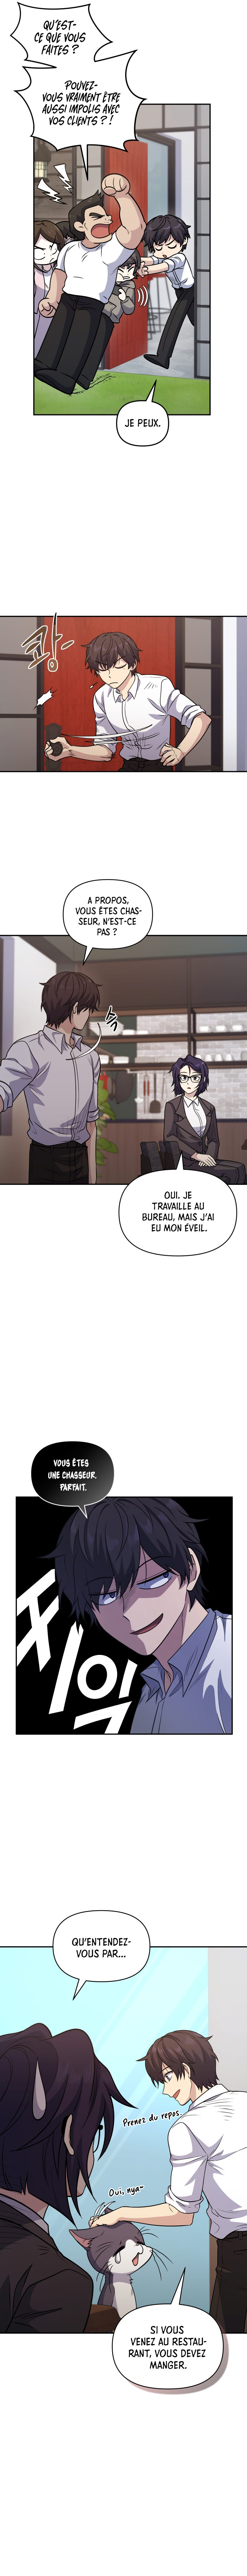 QU'EST-
CE QUE VOUS
FAITES ?
POUVEZ-
VOUS VRAIMENT ÊTRE
AUSSI IMPOLIS AVEC
VOS CLIENTS ? !
JE PEUX.
콰-
A PROPOS,
VOUS ÊTES CHAS-
SEUR, N'EST-CE
PAS ?
OUI. JE
TRAVAILLE AU
BUREAU, MAIS J'AI
EU MON ÉVEIL.
VOUS ÊTES
UNE CHASSEUR.
PARFAIT.
QU'ENTENDEZ-
VOUS PAR...
Prenez du repos.
Oui, nya~
SI VOUS
VENEZ AU RESTAU-
RANT, VOUS DEVEZ
MANGER.